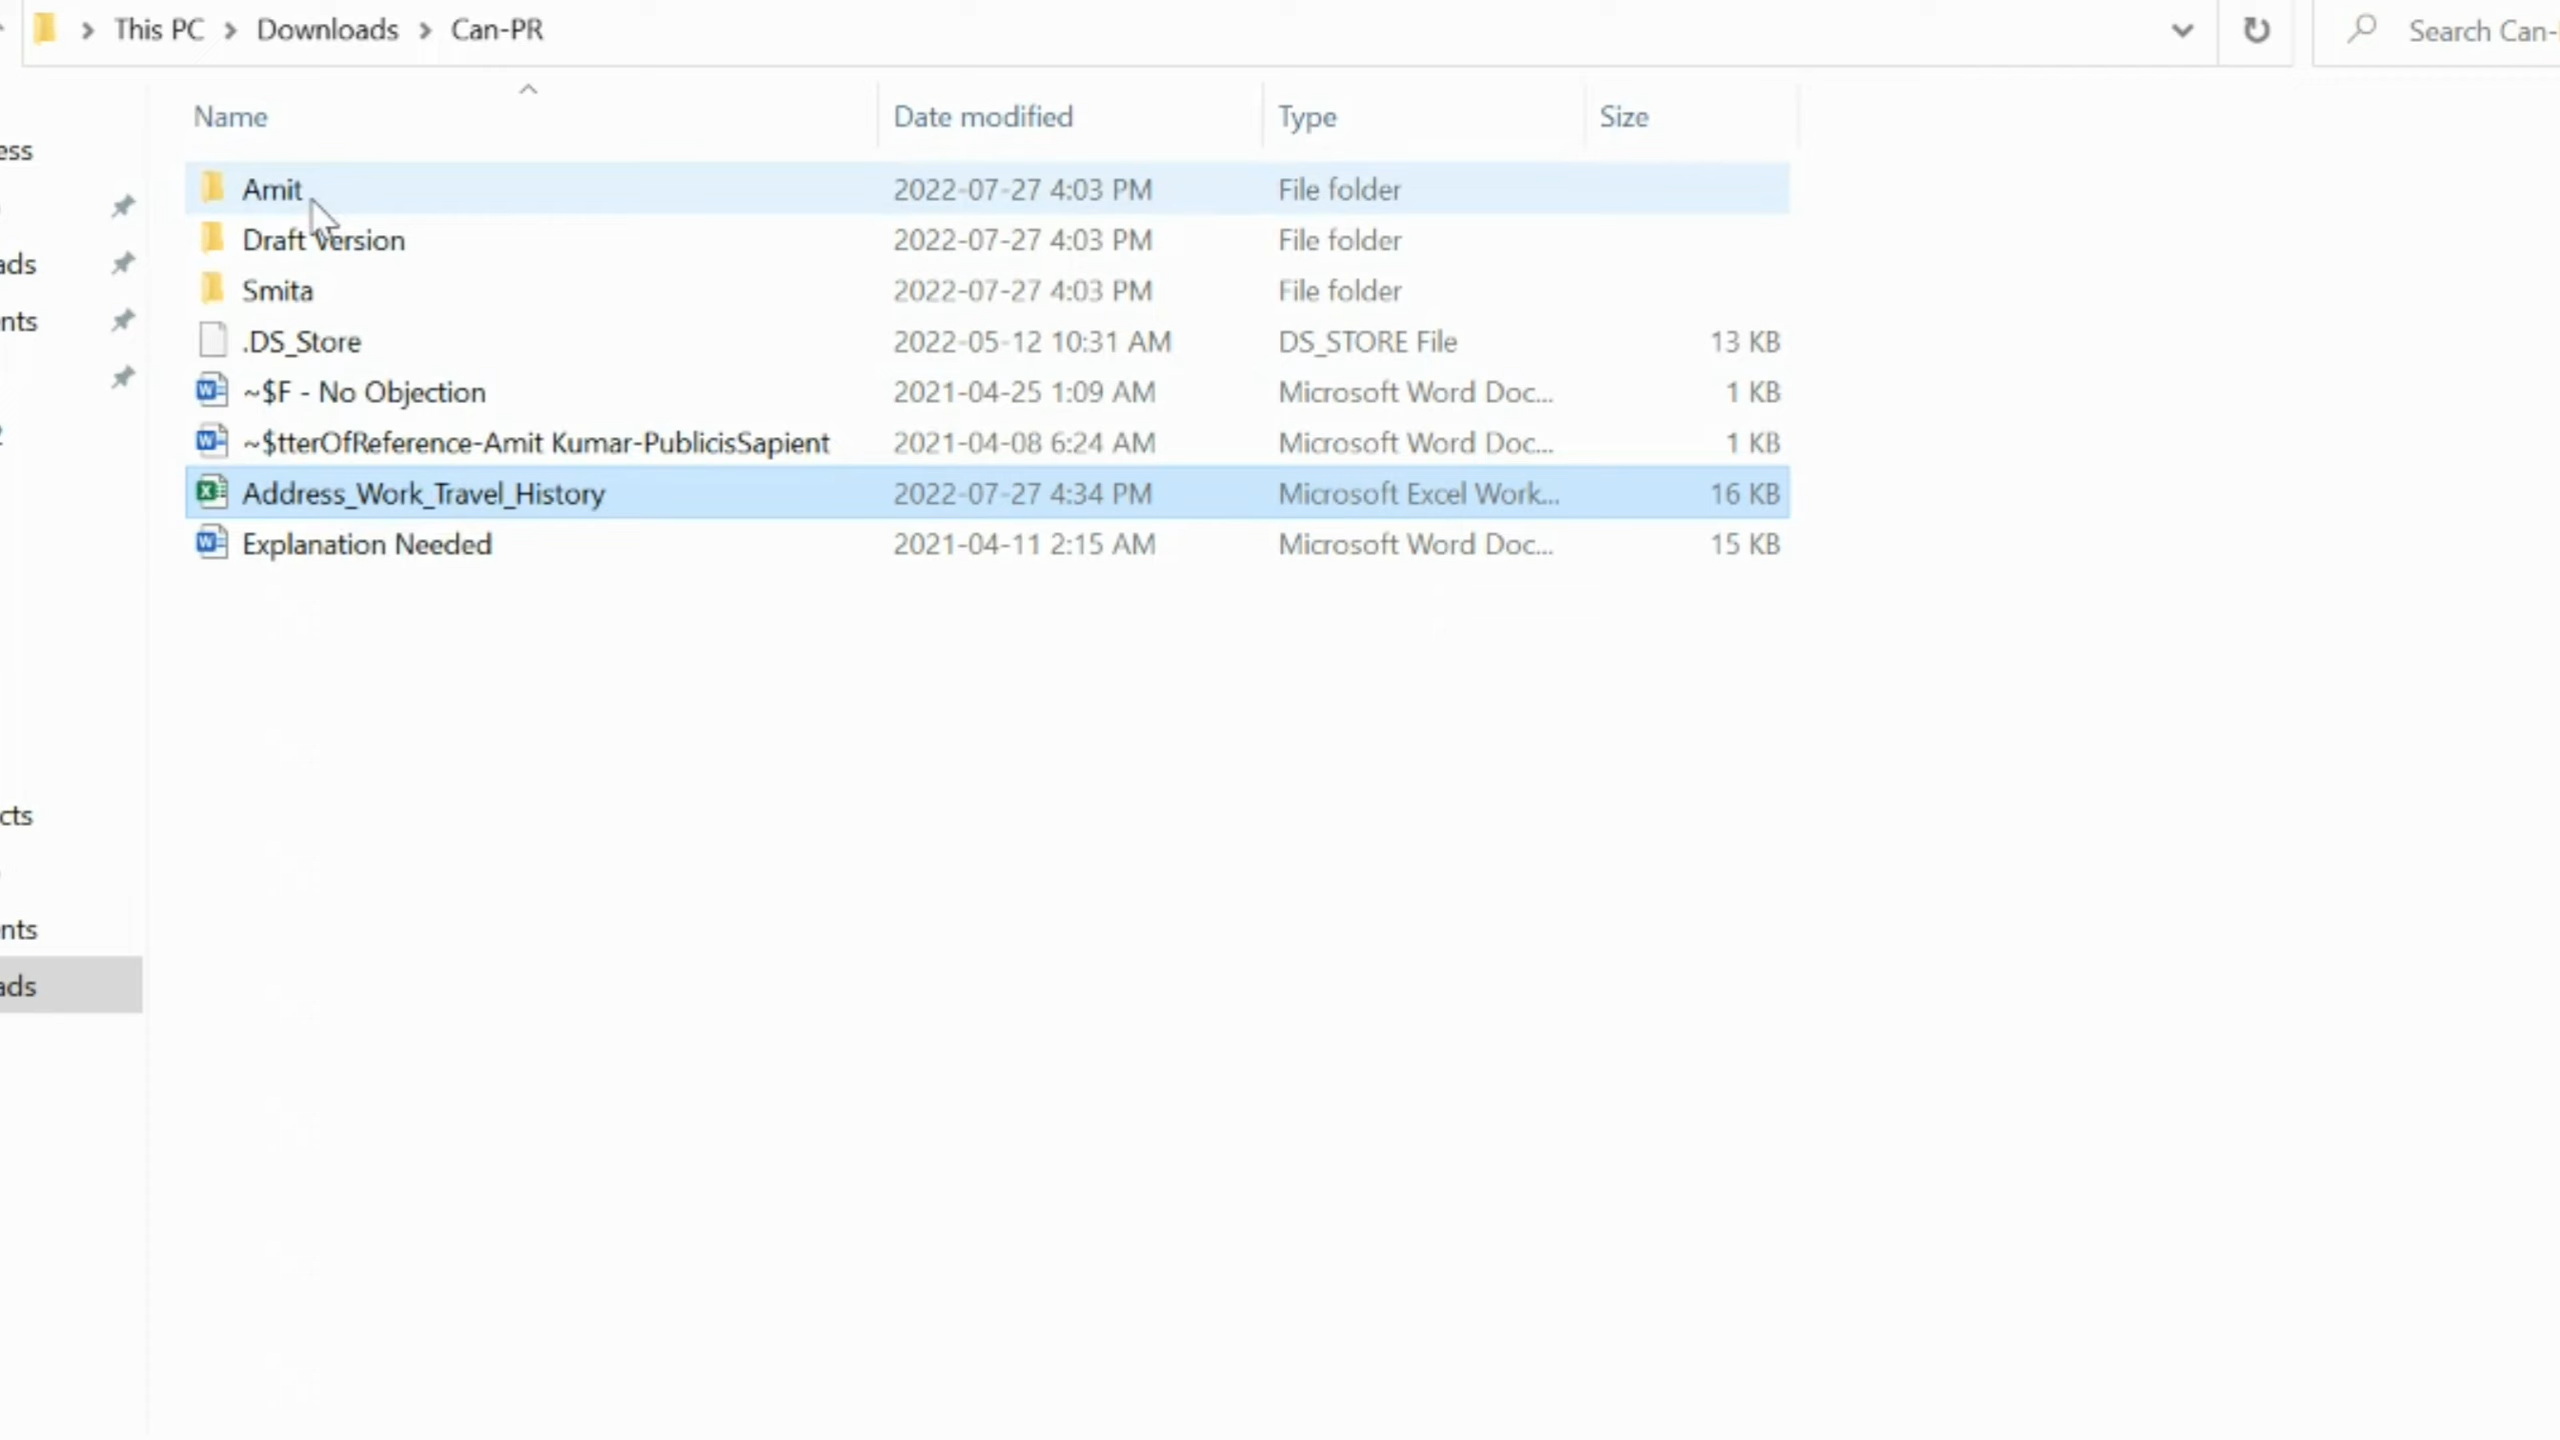 This PC > Downloads > Can-PR
Search Can-
Name Date modified Type Size
ess
Amit 2022-07-27 4:03 PM File folder
Draft Version 2022-07-27 4:03 PM File folder
ads
Smita 2022-07-27 4:03 PM File folder
nts
.DS_Store 2022-05-12 10:31 AM DS_STORE File 13 KB
~$F - No Objection 2021-04-25 1:09 AM Microsoft Word Doc... 1 KB
~$tterOfReference-Amit Kumar-PublicisSapient 2021-04-08 6:24 AM Microsoft Word Doc... 1 KB
Address_Work_Travel_History 2022-07-27 4:34 PM Microsoft Excel Work... 16 KB
Explanation Needed 2021-04-11 2:15 AM Microsoft Word Doc... 15 KB
cts
nts
ads